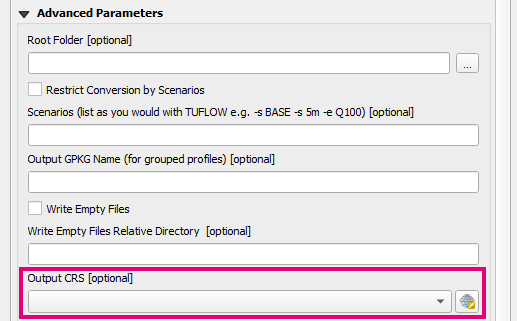 Advanced Parameters
Root Folder [optional]
...
Restrict Conversion by Scenarios
Scenarios (list as you would with TUFLOW e.g. -s BASE -s 5m -e Q100) [optional]
Output GPKG Name (for grouped profiles) [optional]
Write Empty Files
Write Empty Files Relative Directory [optional]
Output CRS [optional]